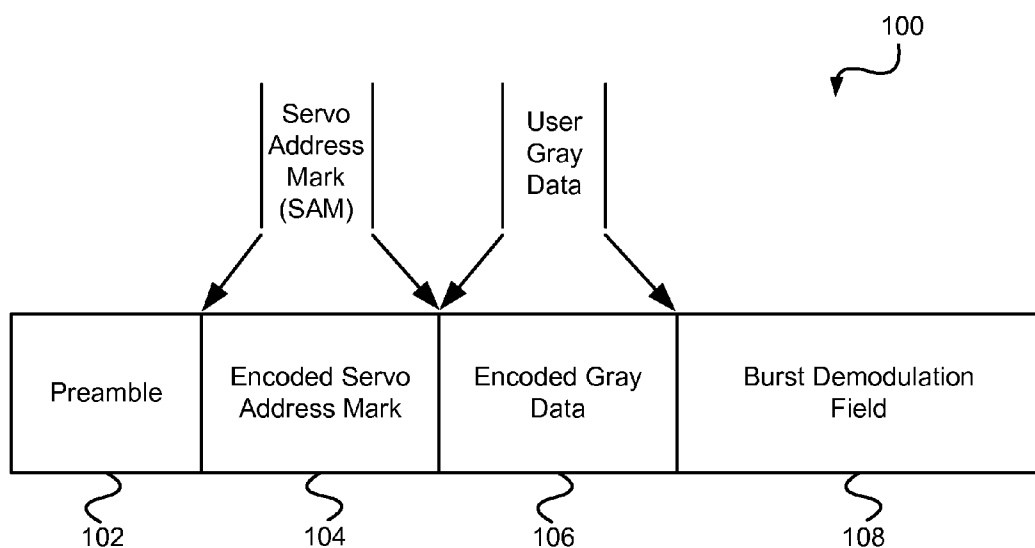 100
Servo
Address
Mark
(SAM)
User
Gray
Data
Preamble
Encoded Servo
Address Mark
Encoded Gray
Data
Burst Demodulation
Field
102
104
106
108